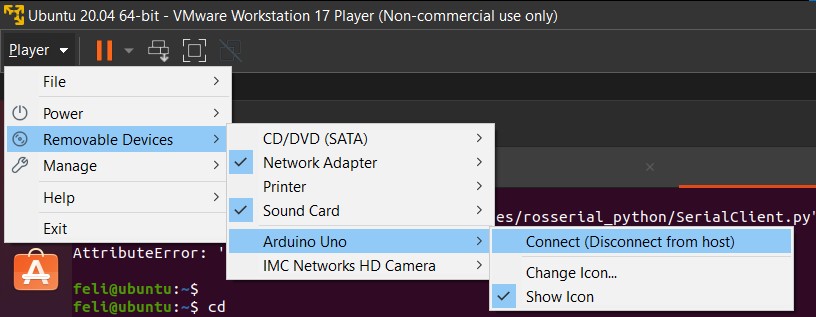 Ubuntu 20.04 64-bit - VMware Workstation 17 Player (Non-commercial use only)
Player
File
Power
Removable Devices
Manage
Help
Exit
CD/DVD (SATA)
Network Adapter
Printer
Sound Card
Arduino Uno
IMC Networks HD Camera
Connect (Disconnect from host)
Change Icon...
Show Icon
es/rosserial_python/SerialClient.py"
AttributeError: '
feli@ubuntu:~$
feli@ubuntu:~$ cd